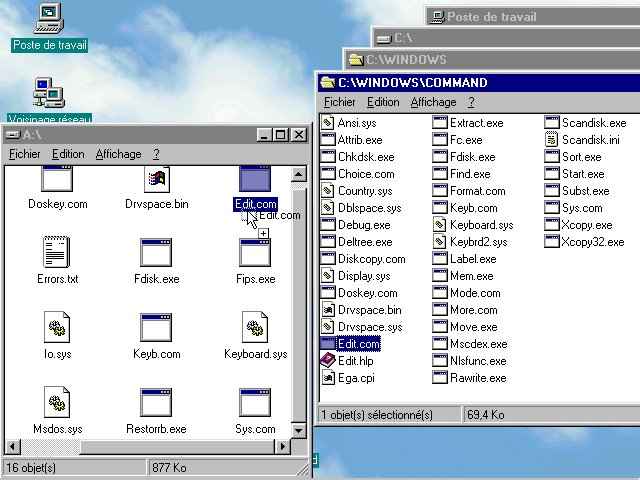 Poste de travail
Voisinage réseau
Poste de travail
C:\
C:\WINDOWS
C:\WINDOWS\COMMAND
Fichier Edition Affichage ?
Ansi.sys Extract.exe Scandisk.exe
Attrib.exe Fc.exe Scandisk.ini
Chkdsk.exe Fdisk.exe Sort.exe
Choice.com Find.exe Start.exe
Country.sys Format.com Subst.exe
Dblspace.sys Keyb.com Sys.com
Debug.exe Keyboard.sys Xcopy.exe
Deltree.exe Keybrd2.sys Xcopy32.exe
Diskcopy.com Label.exe
Display.sys Mem.exe
Doskey.com Mode.com
Drvspace.bin More.com
Drvspace.sys Move.exe
Edit.com Mscdex.exe
Edit.hlp Nlsfunc.exe
Ega.cpi Rawrite.exe
1 objet(s) sélectionné(s) 69,4 Ko
A:\
Fichier Edition Affichage ?
Doskey.com Drvspace.bin Edit.com
Edit.com
Errors.txt Fdisk.exe Fips.exe
Io.sys Keyb.com Keyboard.sys
Msdos.sys Restorrb.exe Sys.com
16 objet(s) 877 Ko